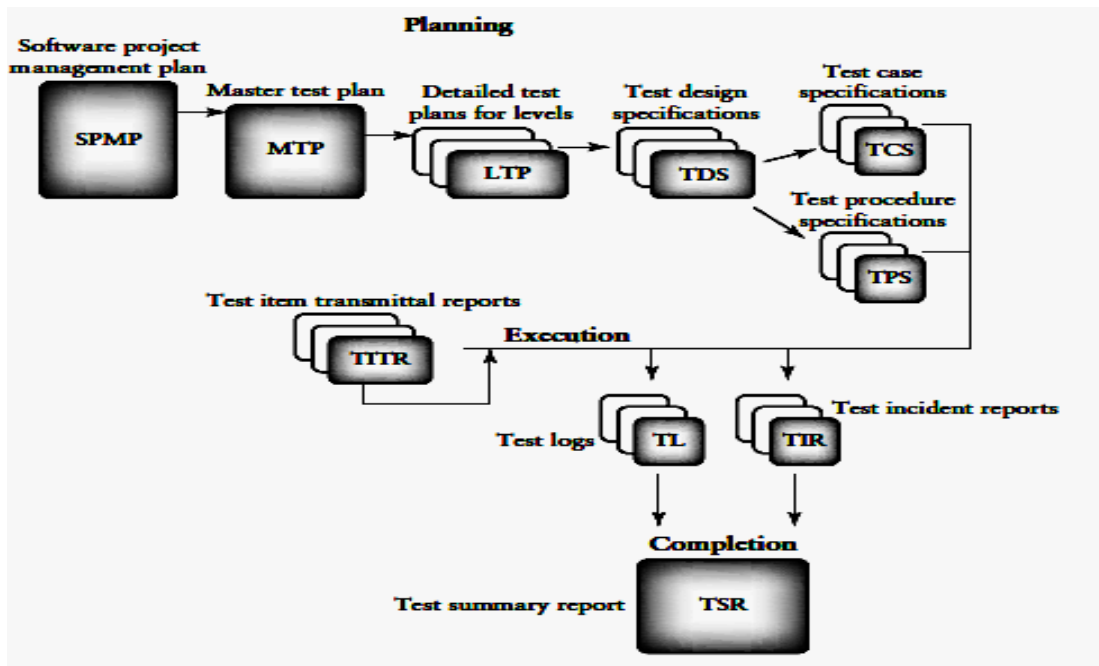 Planning
Software project
management plan
SPMP
Master test plan
MTP
Detailed test
plans for levels
LTP
Test design
specifications
TDS
Test case
specifications
TCS
Test procedure
specifications
TPS
Test item transmittal reports
TITR
Execution
Test logs
TL
TIR
Test incident reports
Completion
Test summary report
TSR